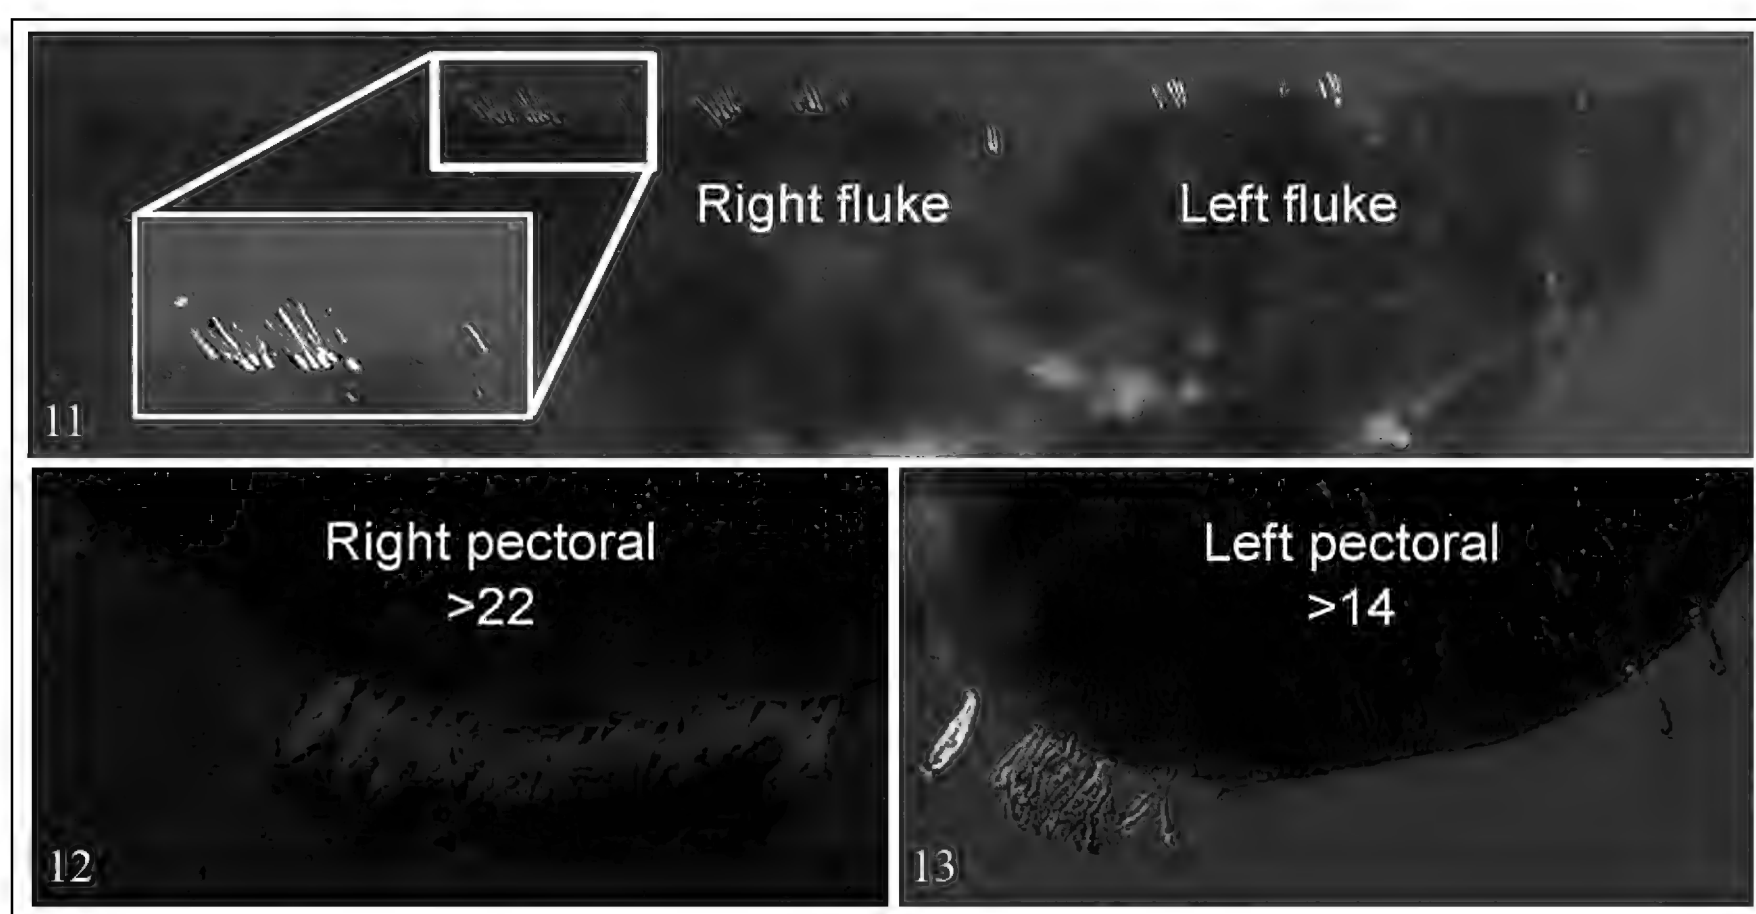 Right fluke
Left fluke
11
Right pectoral
>22
12
Left pectoral
>14
13